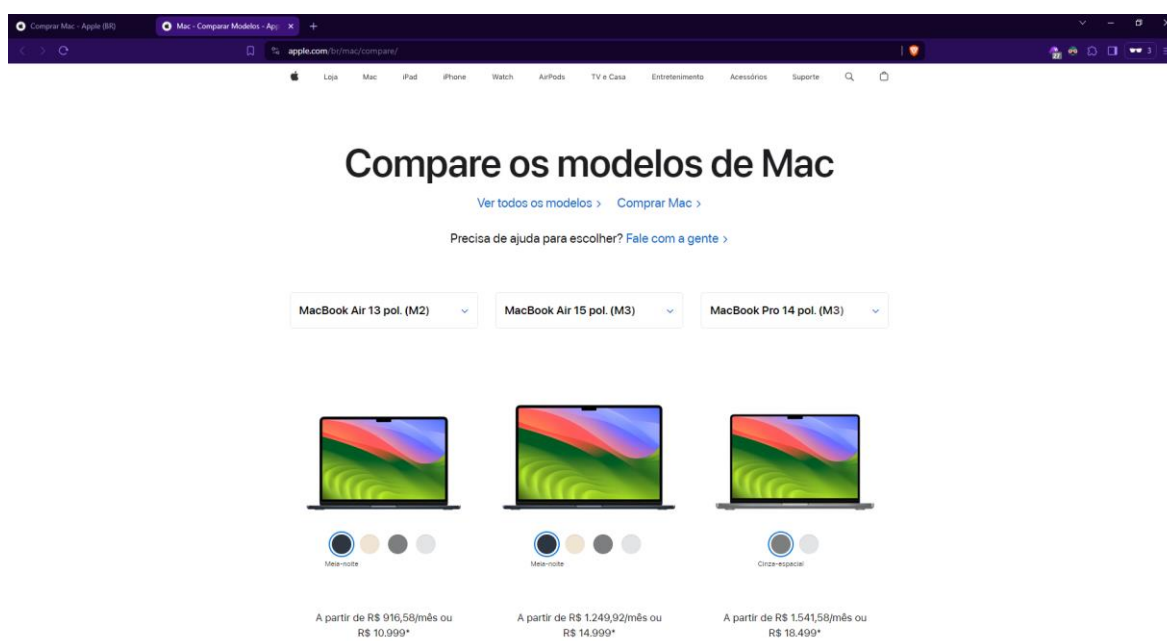 Comprar Mac - Apple (BR)
Mac - Comparar Modelos - App
apple.com/br/mac/compare/
22
3
Loja Mac iPad iPhone Watch AirPods TV e Casa Entretenimento Acessórios Suporte
Compare os modelos de Mac
Ver todos os modelos > Comprar Mac >
Precisa de ajuda para escolher? Fale com a gente >
MacBook Air 13 pol. (M2) MacBook Air 15 pol. (M3) MacBook Pro 14 pol. (M3)
Meia-noite Meia-noite Cinza-espacial
A partir de R$ 916,58/mês ou A partir de R$ 1.249,92/mês ou A partir de R$ 1.541,58/mês ou
R$ 10.999* R$ 14.999* R$ 18.499*